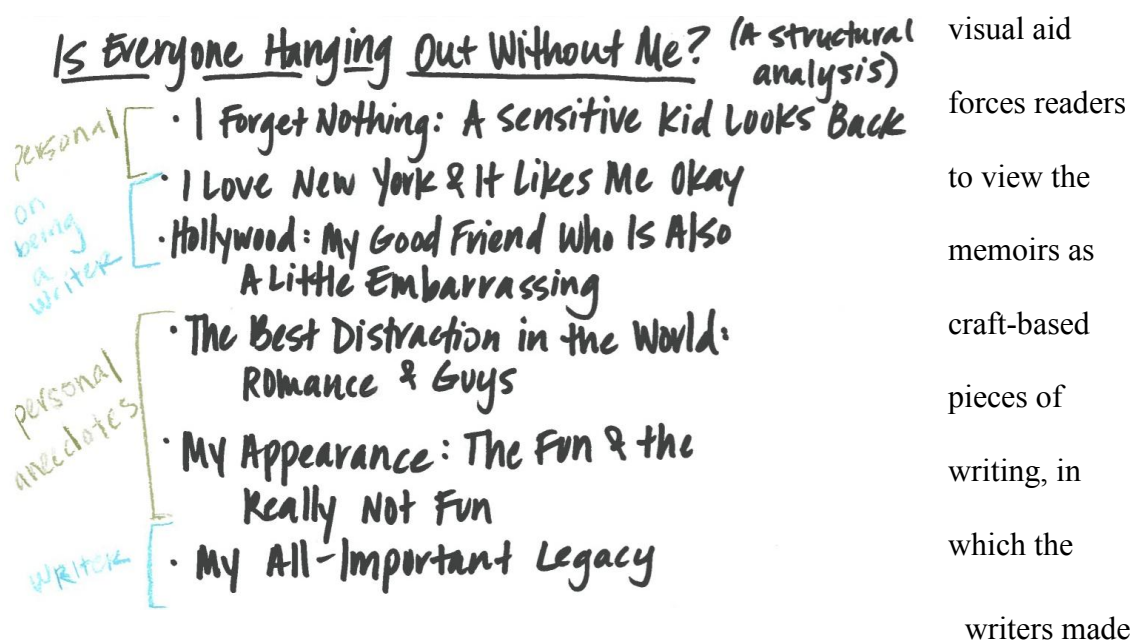 Is Everyone Hanging Out Without Me? (A structural
analysis)
personal
· I Forget Nothing: A Sensitive Kid Looks Back
on
being
a
writer
· I Love New York & It Likes Me Okay
· Hollywood: My Good Friend Who Is Also
A Little Embarrassing
personal
anecdotes
· The Best Distraction in the World:
Romance & Guys
· My Appearance: The Fun & the
Really Not Fun
writer
· My All-Important Legacy
visual aid
forces readers
to view the
memoirs as
craft-based
pieces of
writing, in
which the
writers made